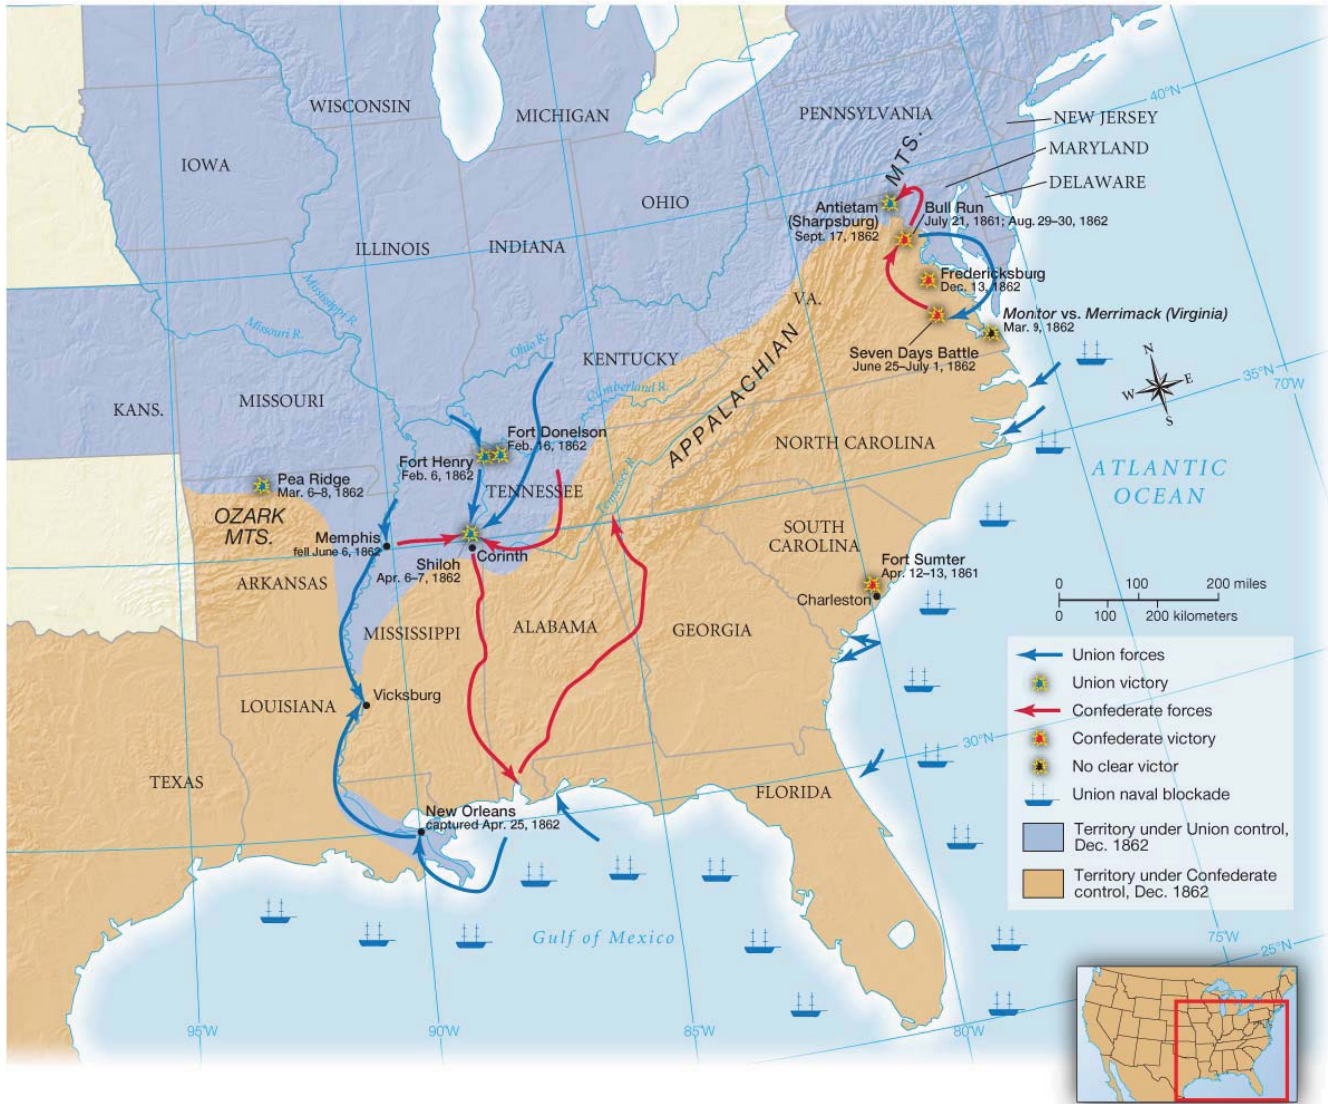 WISCONSIN
MICHIGAN
PENNSYLVANIA
40°N
NEW JERSEY
MARYLAND
DELAWARE
IOWA
OHIO
MTS.
Antietam
(Sharpsburg)
Sept. 17, 1862
Bull Run
July 21, 1861; Aug. 29–30, 1862
ILLINOIS
INDIANA
Mississippi R.
Missouri R.
Ohio R.
Fredericksburg
Dec. 13, 1862
VA.
Monitor vs. Merrimack (Virginia)
Mar. 9, 1862
Seven Days Battle
June 25–July 1, 1862
KENTUCKY
Cumberland R.
APPALACHIAN
N
W
E
S
35°N
70°W
KANS.
MISSOURI
Fort Donelson
Feb. 16, 1862
Fort Henry
Feb. 6, 1862
NORTH CAROLINA
ATLANTIC
OCEAN
Pea Ridge
Mar. 6–8, 1862
TENNESSEE
Tennessee R.
OZARK
MTS.
Memphis
fell June 6, 1862
Shiloh
Apr. 6–7, 1862
Corinth
SOUTH
CAROLINA
Fort Sumter
Apr. 12–13, 1861
Charleston
ARKANSAS
MISSISSIPPI
ALABAMA
GEORGIA
0 100 200 miles
0 100 200 kilometers
Union forces
Union victory
Confederate forces
Confederate victory
No clear victor
Union naval blockade
Territory under Union control,
Dec. 1862
Territory under Confederate
control, Dec. 1862
LOUISIANA
Vicksburg
30°N
TEXAS
FLORIDA
New Orleans
captured Apr. 25, 1862
Gulf of Mexico
75°W
25°N
95°W
90°W
85°W
80°W